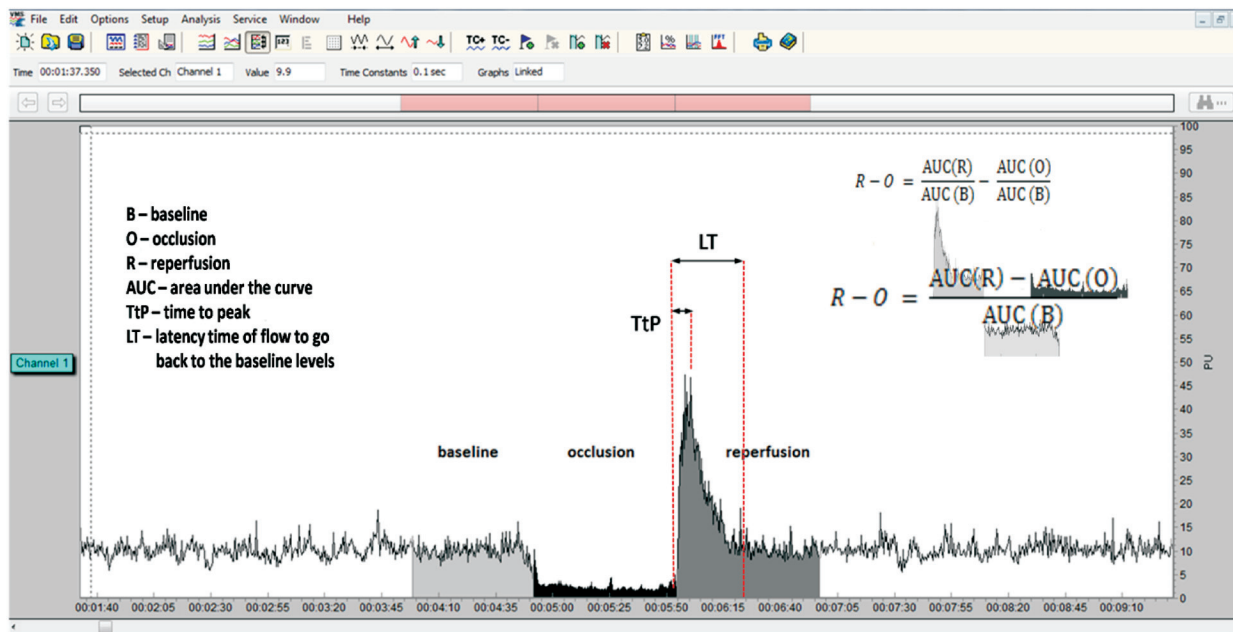 VMS File Edit Options Setup Analysis Service Window Help
TC+ TC-
Time 00:01:37.350 Selected Ch Channel 1 Value 9.9 Time Constants 0.1 sec Graphs Linked
B – baseline
O – occlusion
R – reperfusion
AUC – area under the curve
TtP – time to peak
LT – latency time of flow to go
back to the baseline levels
Channel 1
LT
TtP
R – O = AUC(R) / AUC(B) – AUC(O) / AUC(B)
R – O = AUC(R) – AUC(O) / AUC(B)
baseline occlusion reperfusion
100
95
90
85
80
75
70
65
60
55
50
45
40
35
30
25
20
15
10
5
0
PU
00:01:40 00:02:05 00:02:30 00:02:55 00:03:20 00:03:45 00:04:10 00:04:35 00:05:00 00:05:25 00:05:50 00:06:15 00:06:40 00:07:05 00:07:30 00:07:55 00:08:20 00:08:45 00:09:10